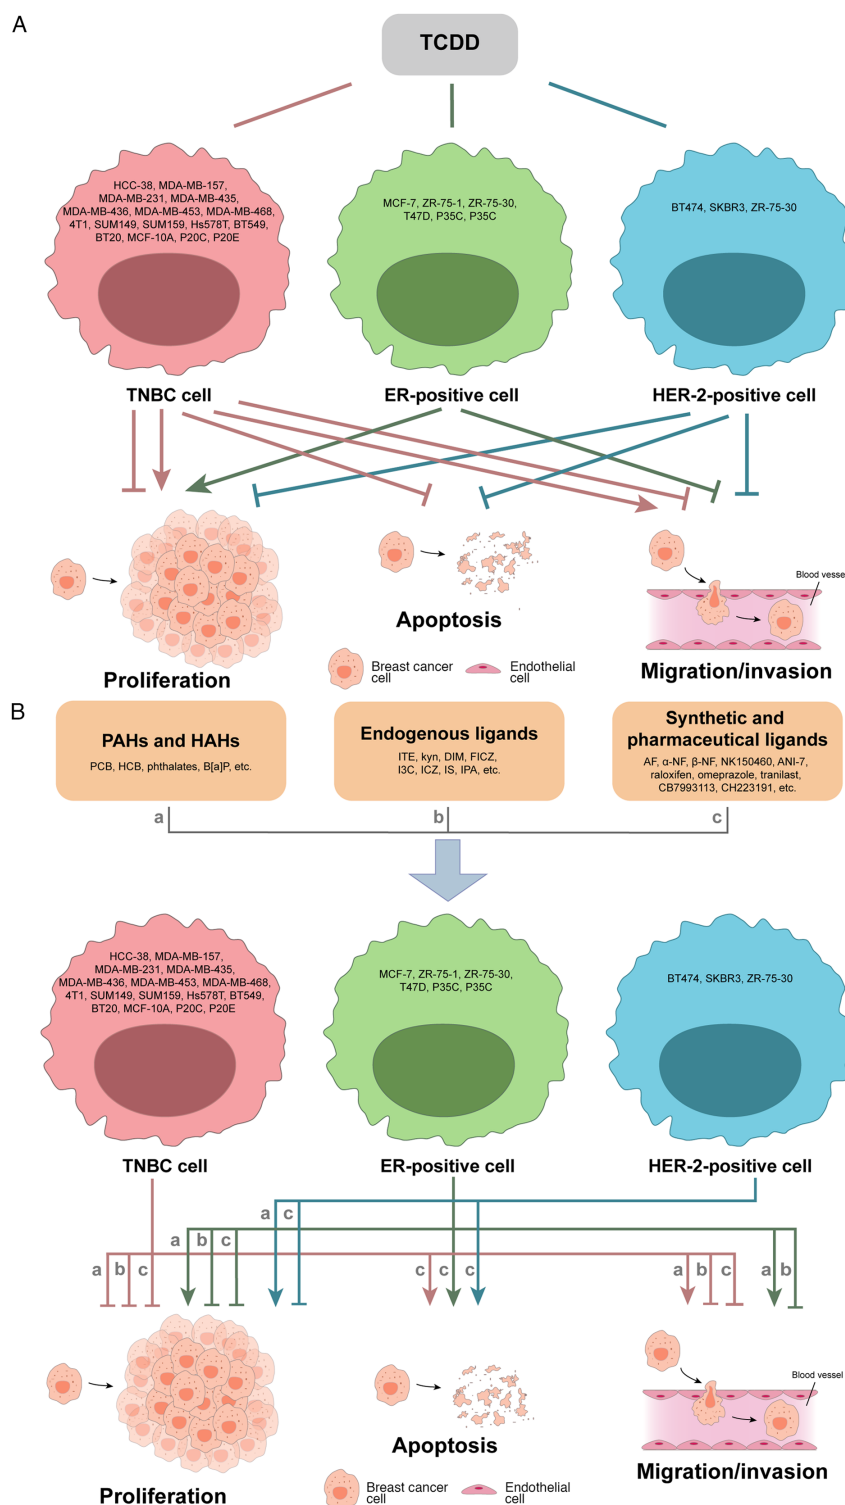 A
TCDD
HCC-38, MDA-MB-157,
MDA-MB-231, MDA-MB-435,
MDA-MB-436, MDA-MB-453, MDA-MB-468,
4T1, SUM149, SUM159, Hs578T, BT549,
BT20, MCF-10A, P20C, P20E
MCF-7, ZR-75-1, ZR-75-30,
T47D, P35C, P35C
BT474, SKBR3, ZR-75-30
TNBC cell
ER-positive cell
HER-2-positive cell
Blood vessel
Apoptosis
Breast cancer
cell
Endothelial
cell
Proliferation
Migration/invasion
B
PAHs and HAHs
PCB, HCB, phthalates, B[a]P, etc.
Endogenous ligands
ITE, kyn, DIM, FICZ,
I3C, ICZ, IS, IPA, etc.
Synthetic and
pharmaceutical ligands
AF, α-NF, β-NF, NK150460, ANI-7,
raloxifen, omeprazole, tranilast,
CB7993113, CH223191, etc.
a
b
c
HCC-38, MDA-MB-157,
MDA-MB-231, MDA-MB-435,
MDA-MB-436, MDA-MB-453, MDA-MB-468,
4T1, SUM149, SUM159, Hs578T, BT549,
BT20, MCF-10A, P20C, P20E
MCF-7, ZR-75-1, ZR-75-30,
T47D, P35C, P35C
BT474, SKBR3, ZR-75-30
TNBC cell
ER-positive cell
HER-2-positive cell
a c
a b c
a b c
c c c
a b c
a b
Blood vessel
Apoptosis
Breast cancer
cell
Endothelial
cell
Proliferation
Migration/invasion